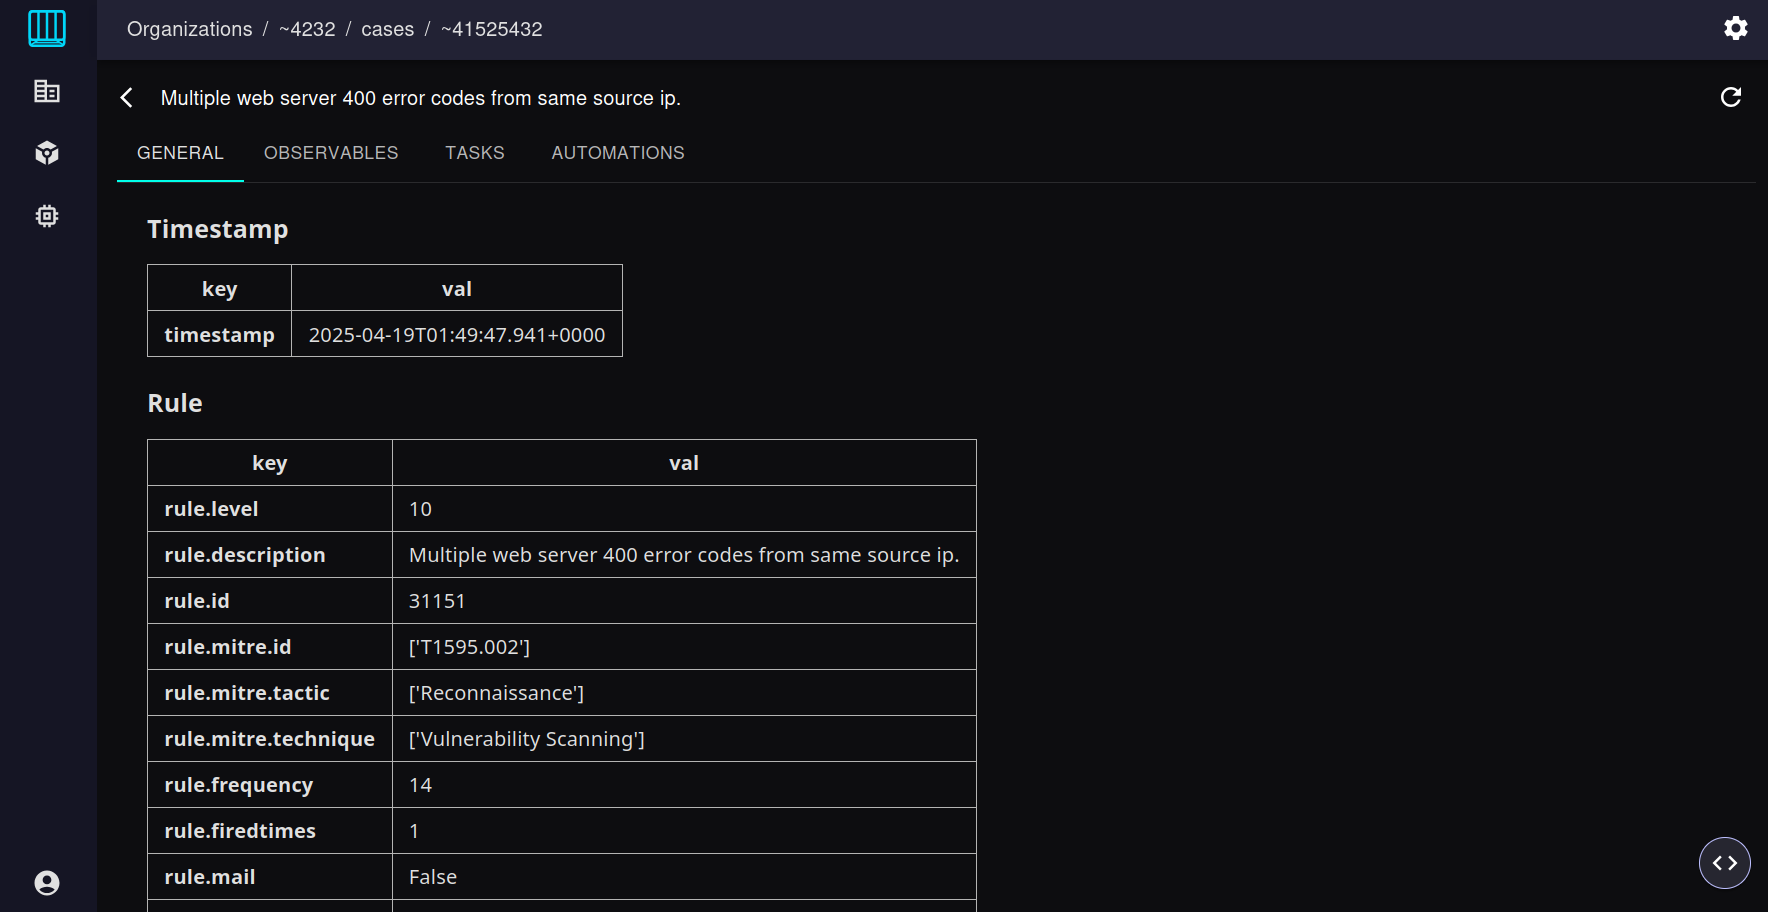 Organizations / ~4232 / cases / ~41525432
Multiple web server 400 error codes from same source ip.
GENERAL OBSERVABLES TASKS AUTOMATIONS
Timestamp
key val
timestamp 2025-04-19T01:49:47.941+0000
Rule
key val
rule.level 10
rule.description Multiple web server 400 error codes from same source ip.
rule.id 31151
rule.mitre.id ['T1595.002']
rule.mitre.tactic ['Reconnaissance']
rule.mitre.technique ['Vulnerability Scanning']
rule.frequency 14
rule.firedtimes 1
rule.mail False